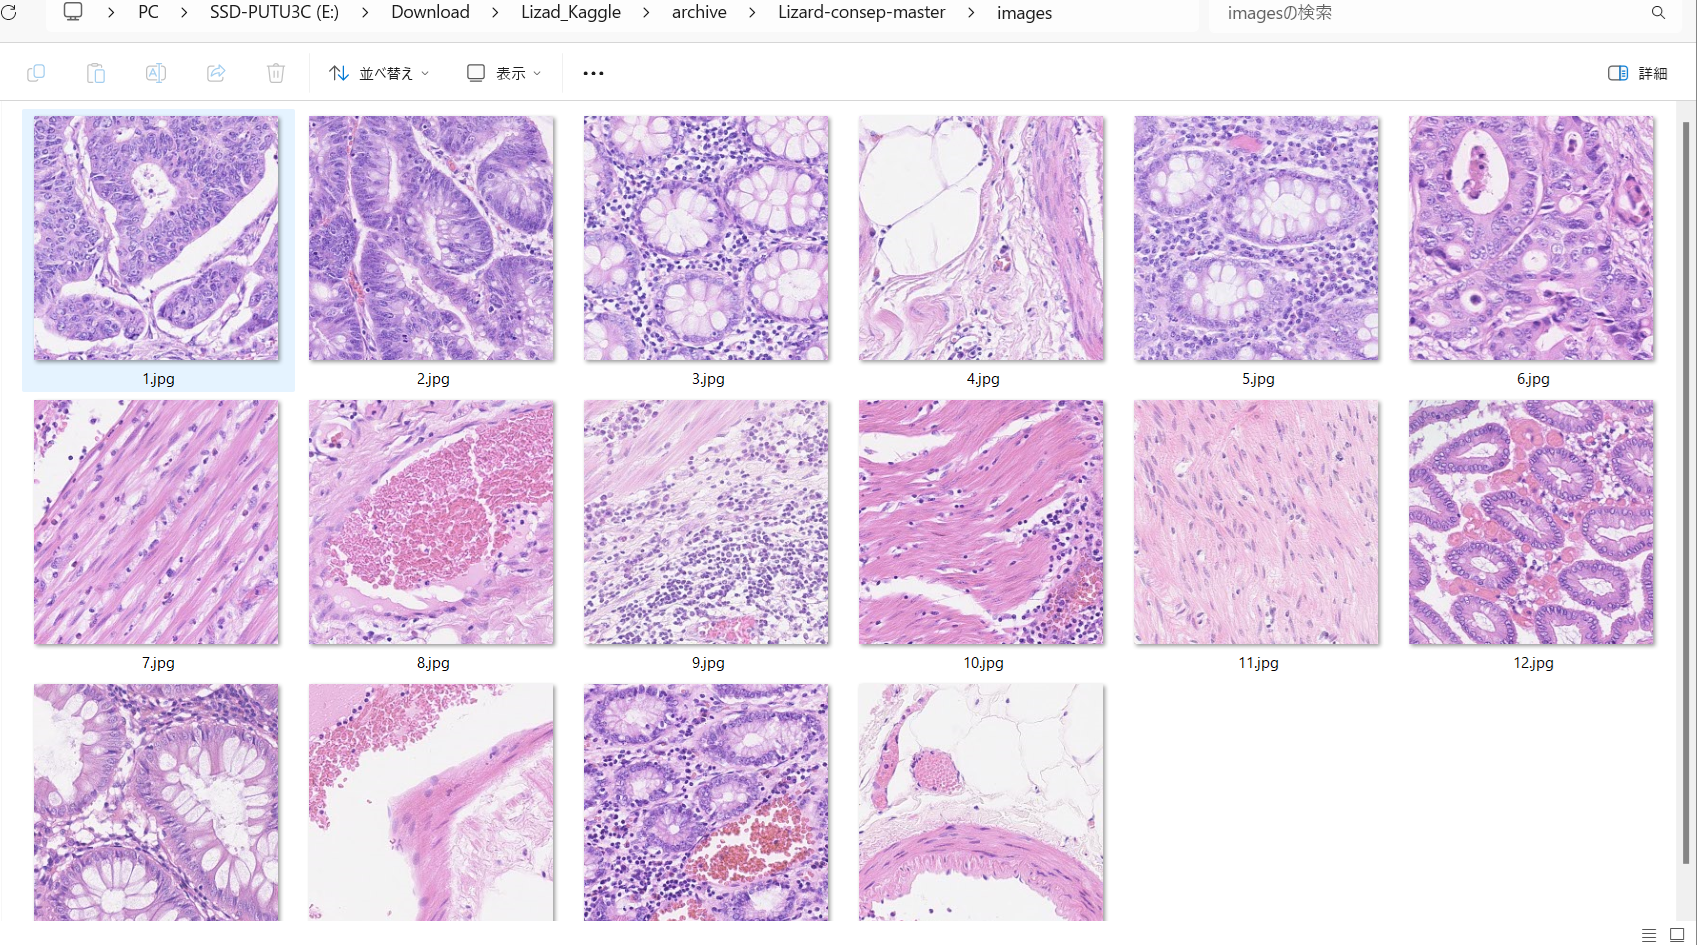 PC > SSD-PUTU3C (E:) > Download > Lizad_Kaggle > archive > Lizard-consep-master > images
imagesの検索
並べ替え
表示
詳細
1.jpg
2.jpg
3.jpg
4.jpg
5.jpg
6.jpg
7.jpg
8.jpg
9.jpg
10.jpg
11.jpg
12.jpg